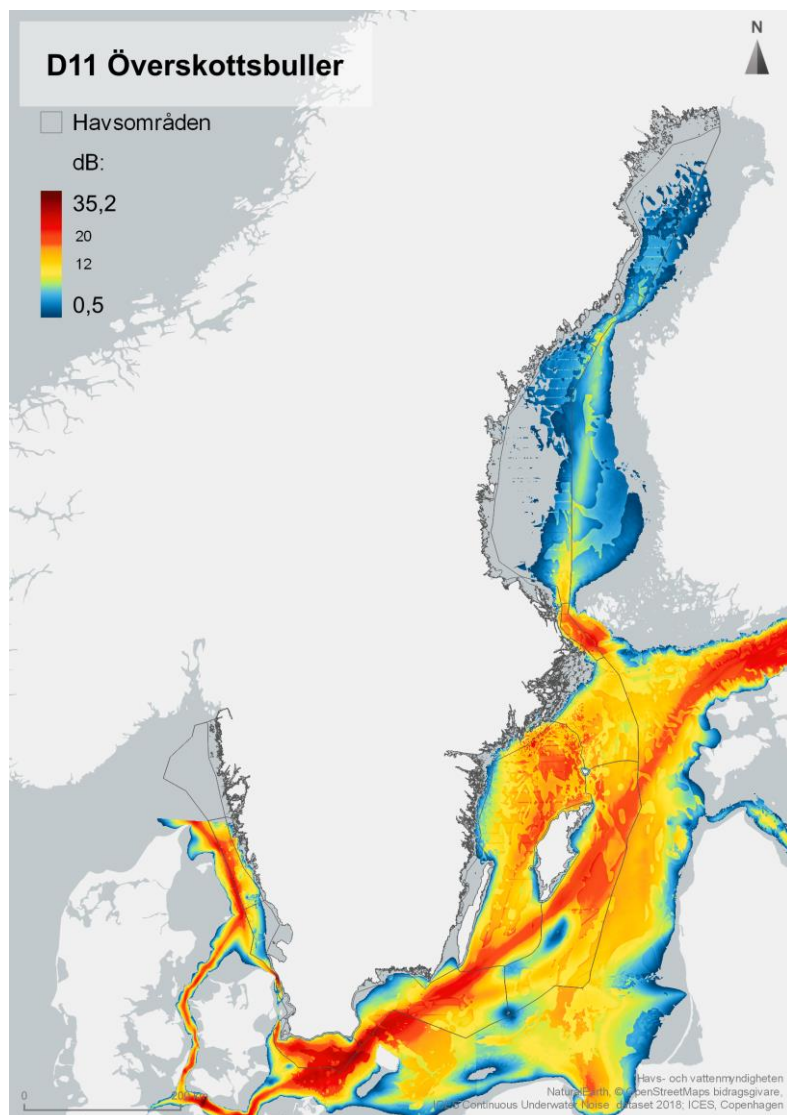 D11 Överskottsbuller
N
Havsområden
dB:
35,2
20
12
0,5
0
Havs- och vattenmyndigheten
NaturalEarth, © OpenStreetMaps bidragsgivare,
Continuous Underwater Noise dataset 2018; ICES, Copenhagen